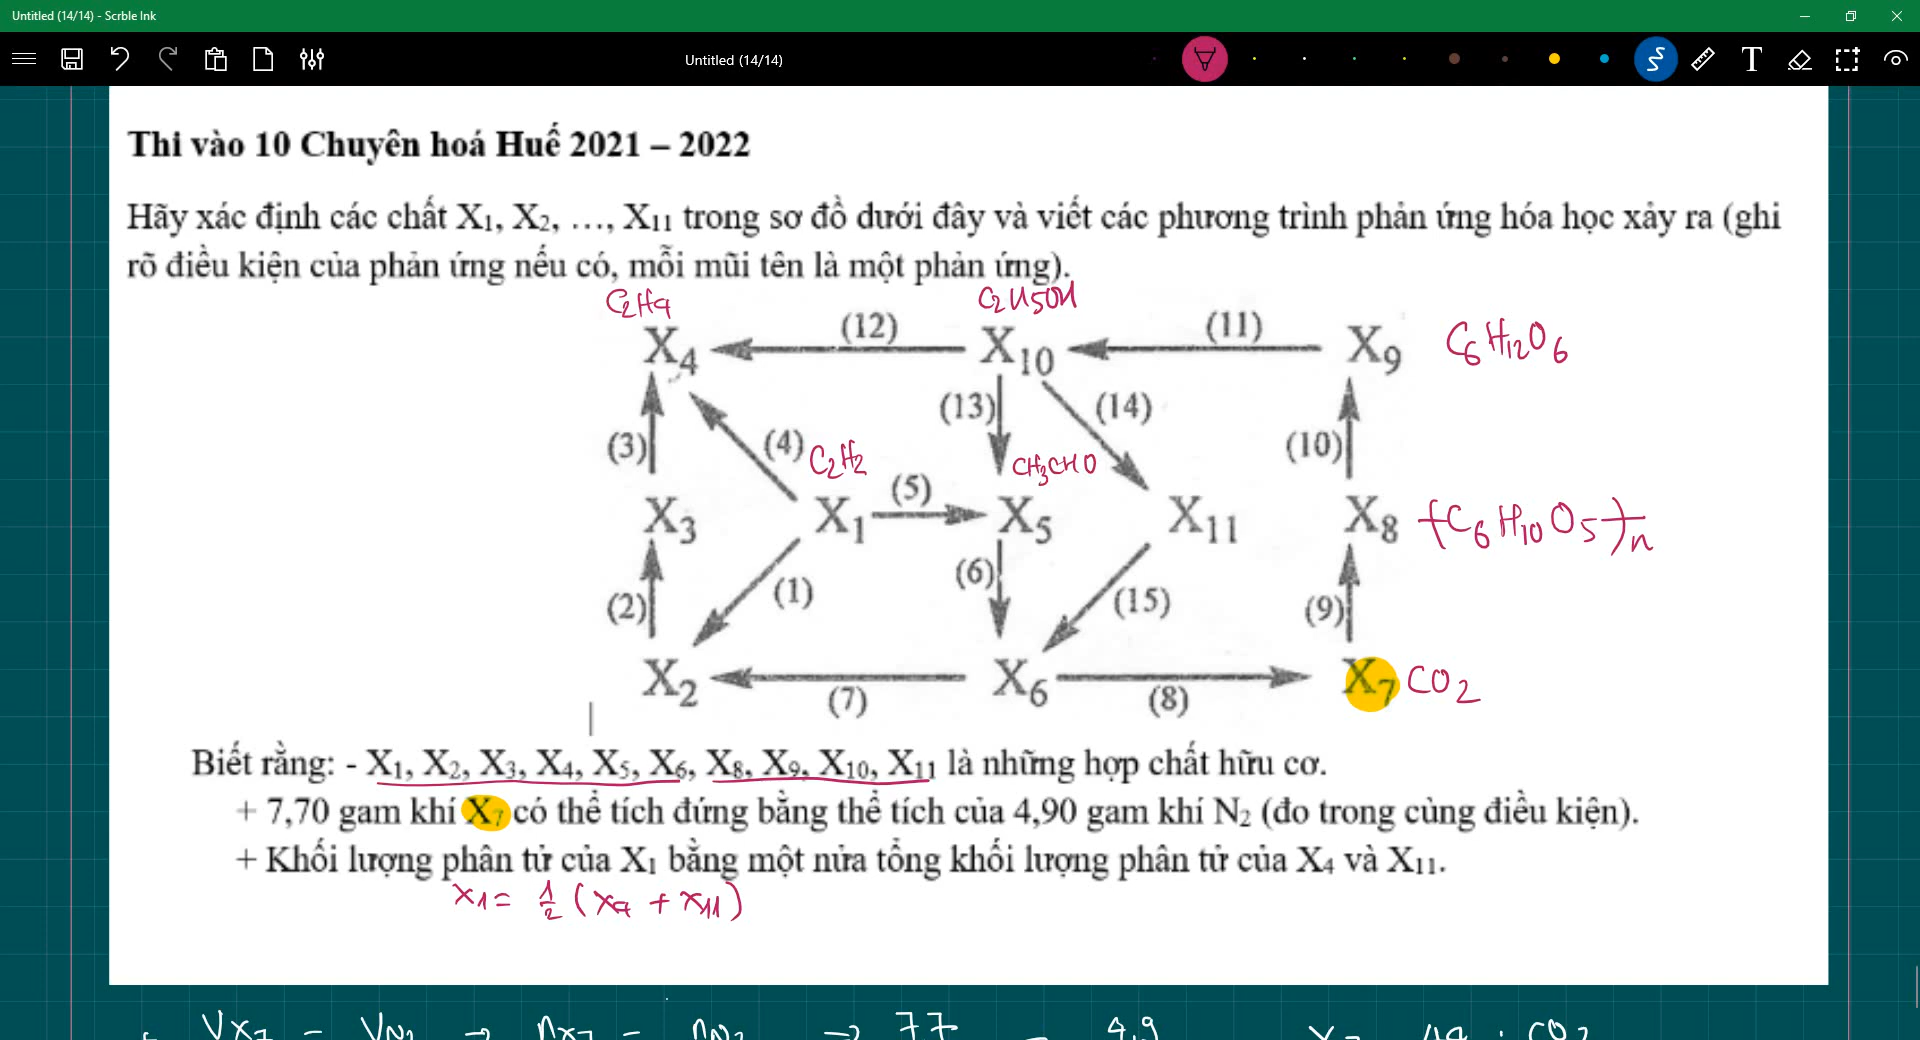 Untitled (14/14) - Scrble Ink
Untitled (14/14)
T
Thi vào 10 Chuyên hoá Huế 2021 – 2022
Hãy xác định các chất X₁, X₂, …, X₁₁ trong sơ đồ dưới đây và viết các phương trình phản ứng hóa học xảy ra (ghi
rõ điều kiện của phản ứng nếu có, mỗi mũi tên là một phản ứng).
C₂H₄ C₂H5OH
(12) (11)
X₄ X₁₀ X₉ C₆H₁₂O₆
(13) (14)
(3) (4) C₂H₂ CH₃CHO (10)
(5)
X₃ X₁ X₅ X₁₁ X₈ (C₆H₁₀O₅)n
(6)
(2) (1) (15) (9)
X₂ X₆ X₇ CO₂
(7) (8)
Biết rằng: - X₁, X₂, X₃, X₄, X₅, X₆, X₈, X₉, X₁₀, X₁₁ là những hợp chất hữu cơ.
+ 7,70 gam khí X₇ có thể tích đứng bằng thể tích của 4,90 gam khí N₂ (đo trong cùng điều kiện).
+ Khối lượng phân tử của X₁ bằng một nửa tổng khối lượng phân tử của X₄ và X₁₁.
X₁ = 1/2 (X₄ + X₁₁)
VX₇ = VN₂ → nX₇ = nN₂ → 77 = 4,9